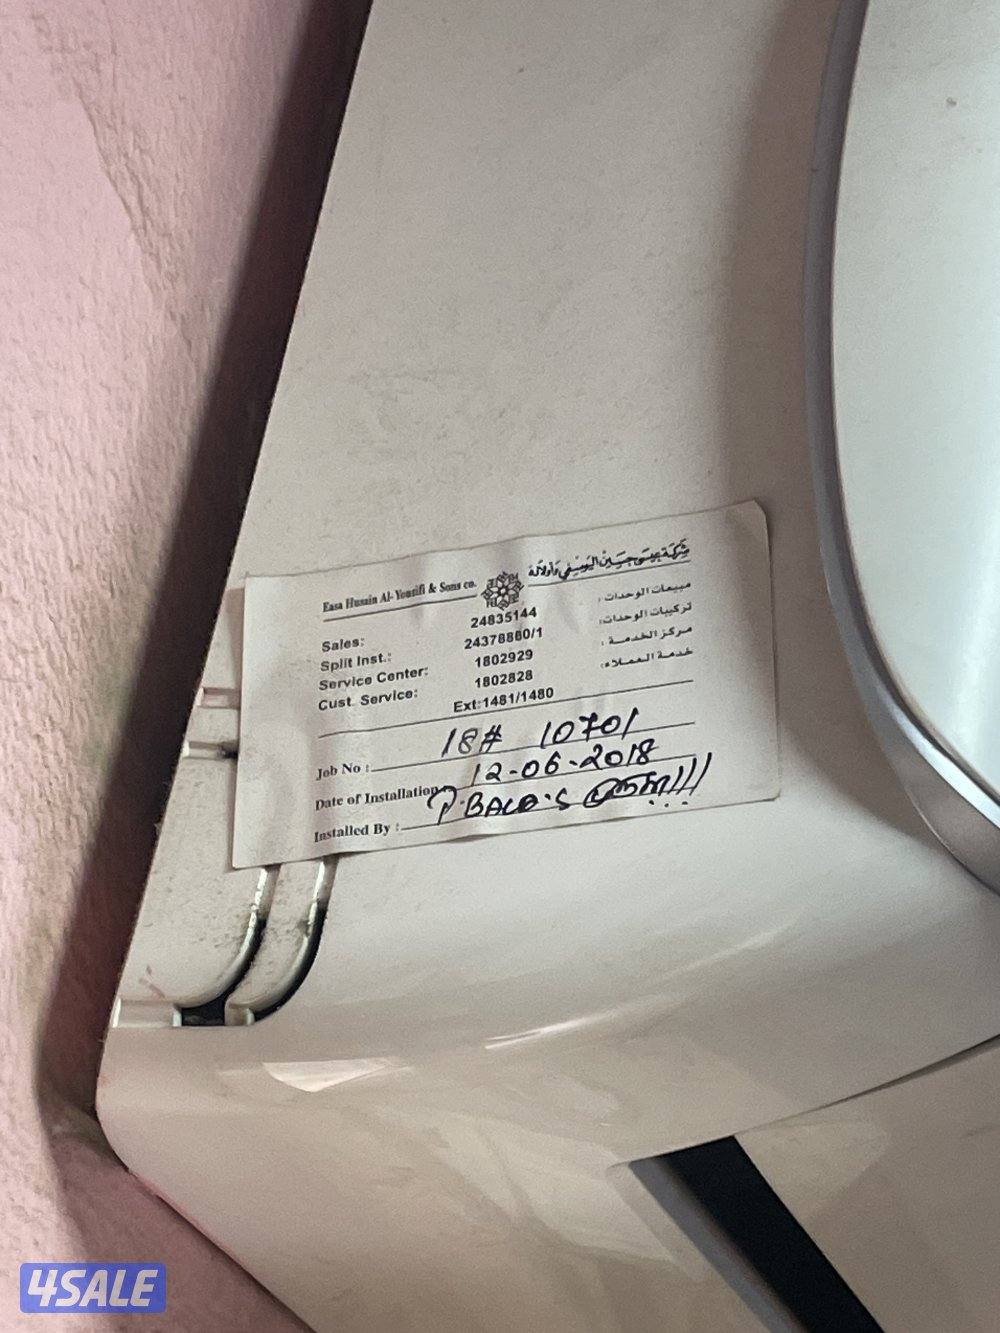 Easa Husain Al-Yousifi & Sons co. شركة عيسى حسين اليوسفي وأولاده
Sales: 24835144 مبيعات الوحدات:
Split Inst.: 24378880/1 تركيبات الوحدات:
Service Center: 1802929 مركز الخدمة:
Cust. Service: 1802828 خدمة العملاء:
Ext:1481/1480
Job No : 18# 10701
Date of Installation 12-06-2018
Installed By :
4SALE